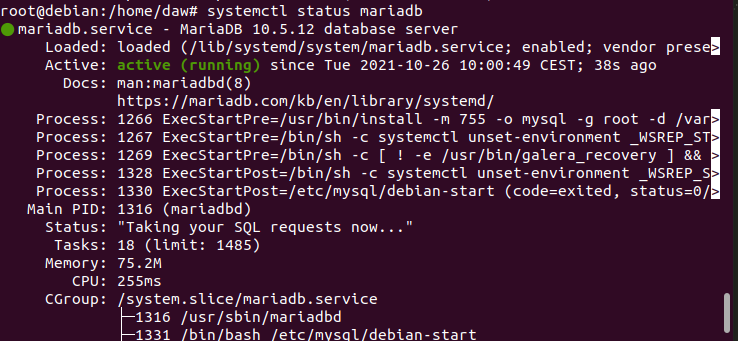 root@debian:/home/daw# systemctl status mariadb
● mariadb.service - MariaDB 10.5.12 database server
     Loaded: loaded (/lib/systemd/system/mariadb.service; enabled; vendor prese>
     Active: active (running) since Tue 2021-10-26 10:00:49 CEST; 38s ago
       Docs: man:mariadbd(8)
             https://mariadb.com/kb/en/library/systemd/
    Process: 1266 ExecStartPre=/usr/bin/install -m 755 -o mysql -g root -d /var>
    Process: 1267 ExecStartPre=/bin/sh -c systemctl unset-environment _WSREP_ST>
    Process: 1269 ExecStartPre=/bin/sh -c [ ! -e /usr/bin/galera_recovery ] && >
    Process: 1328 ExecStartPost=/bin/sh -c systemctl unset-environment _WSREP_S>
    Process: 1330 ExecStartPost=/etc/mysql/debian-start (code=exited, status=0/>
   Main PID: 1316 (mariadbd)
     Status: "Taking your SQL requests now..."
      Tasks: 18 (limit: 1485)
     Memory: 75.2M
        CPU: 255ms
     CGroup: /system.slice/mariadb.service
             ├─1316 /usr/sbin/mariadbd
             ├─1331 /bin/bash /etc/mysql/debian-start